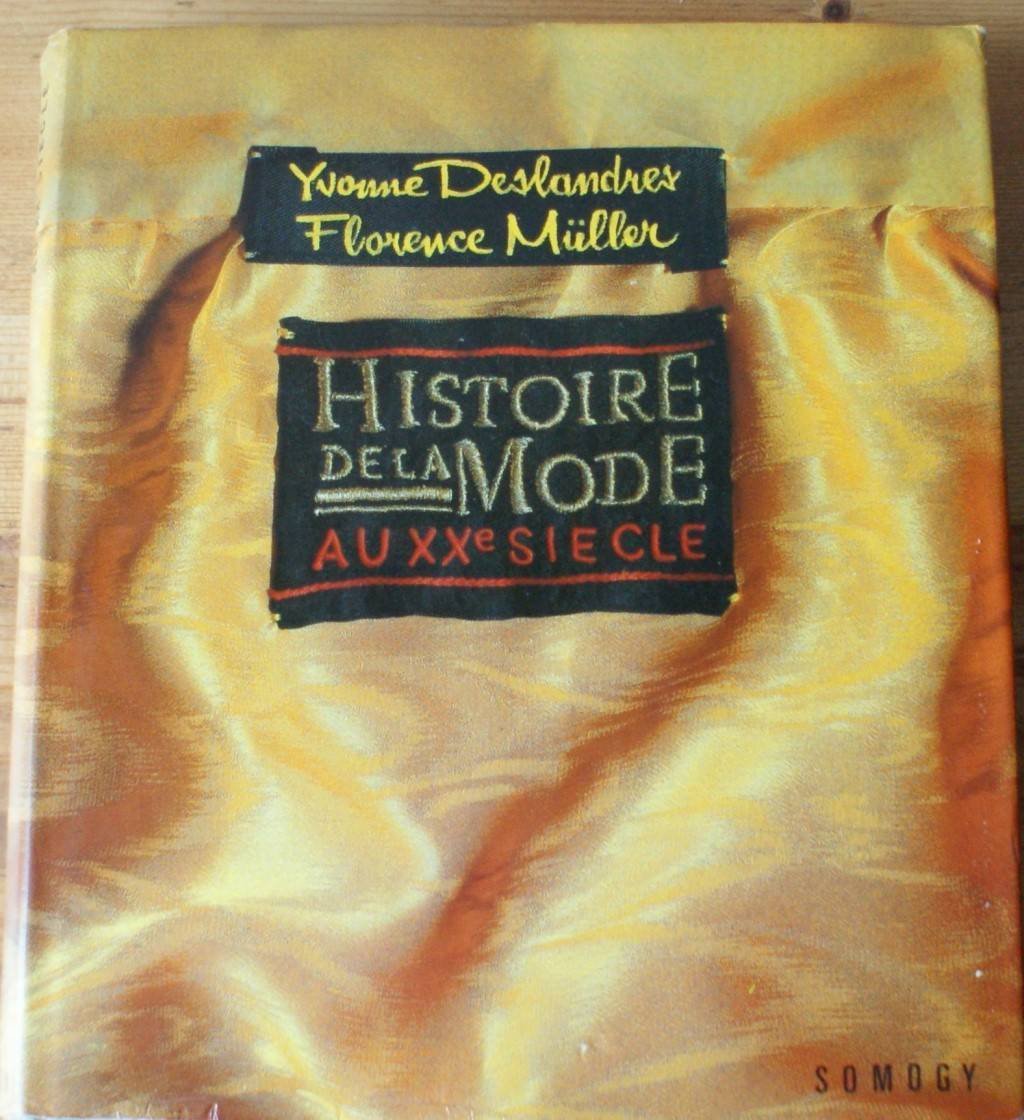 Yvonne Deslandres
Florence Müller
HISTOIRE
DE LA MODE
AU XXe SIECLE
SOMOGY